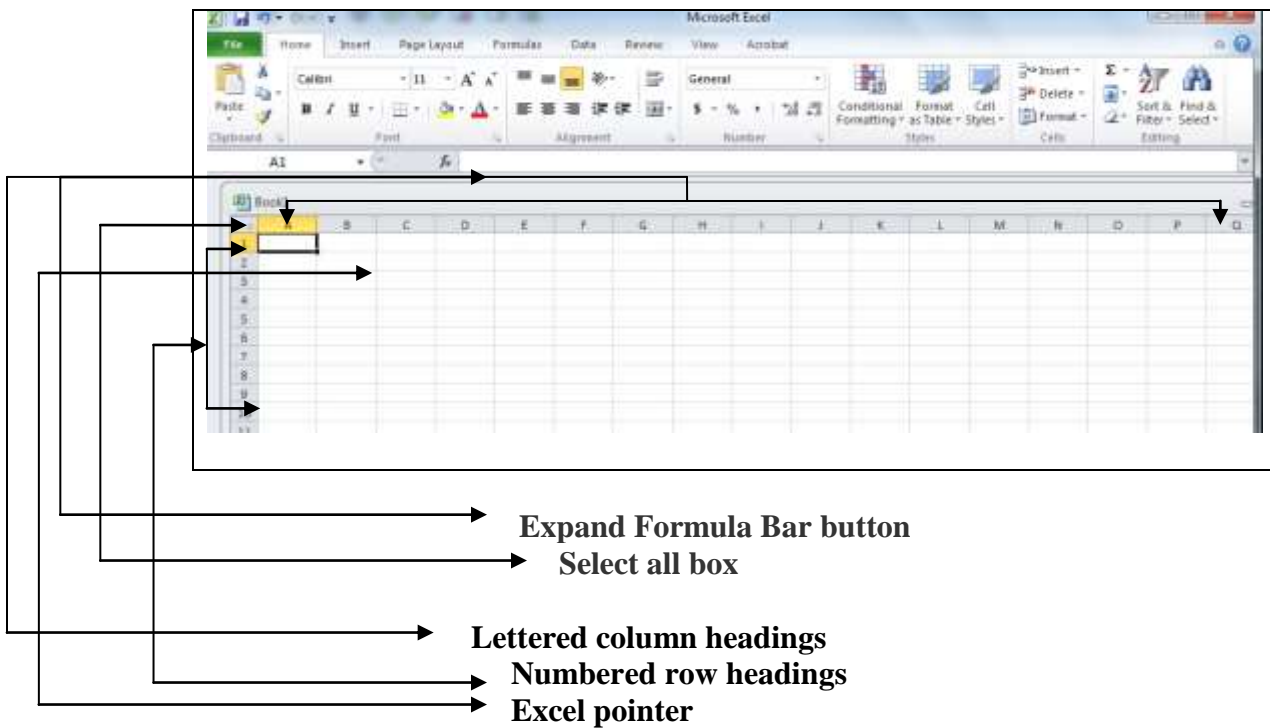 Microsoft Excel
File Home Insert Page Layout Formulas Data Review View Acrobat
Calibri 11 A A General Insert
Paste B I U A $ % , Conditional Format Cell Delete Sort & Find &
Formatting as Table Styles Format Filter Select
Clipboard Font Alignment Number Styles Cells Editing
A1 fx
Book1
A B C D E F G H I J K L M N O P Q
1
2
3
4
5
6
7
8
9
10
11
Expand Formula Bar button
Select all box
Lettered column headings
Numbered row headings
Excel pointer